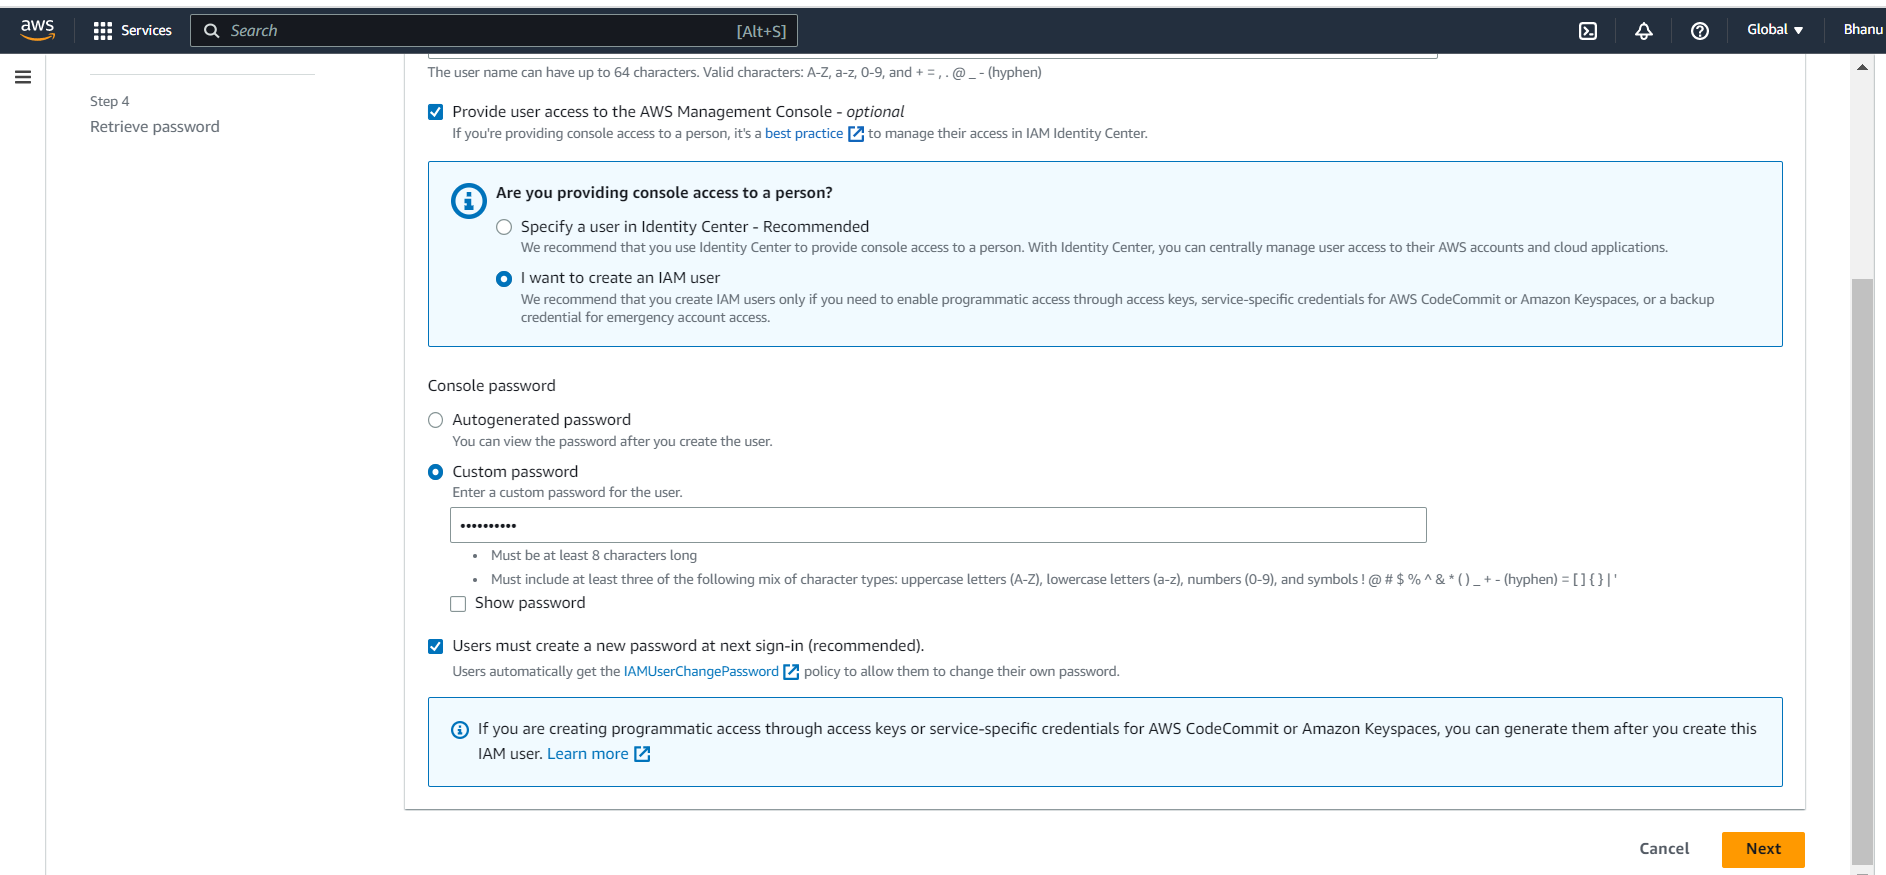 aws
Services
Search
[Alt+S]
Global
Bhanu
Step 4
Retrieve password
The user name can have up to 64 characters. Valid characters: A-Z, a-z, 0-9, and + = , . @ _ - (hyphen)
Provide user access to the AWS Management Console - optional
If you're providing console access to a person, it's a best practice to manage their access in IAM Identity Center.
Are you providing console access to a person?
Specify a user in Identity Center - Recommended
We recommend that you use Identity Center to provide console access to a person. With Identity Center, you can centrally manage user access to their AWS accounts and cloud applications.
I want to create an IAM user
We recommend that you create IAM users only if you need to enable programmatic access through access keys, service-specific credentials for AWS CodeCommit or Amazon Keyspaces, or a backup
credential for emergency account access.
Console password
Autogenerated password
You can view the password after you create the user.
Custom password
Enter a custom password for the user.
••••••••••
• Must be at least 8 characters long
• Must include at least three of the following mix of character types: uppercase letters (A-Z), lowercase letters (a-z), numbers (0-9), and symbols ! @ # $ % ^ & * ( ) _ + - (hyphen) = [ ] { } | '
Show password
Users must create a new password at next sign-in (recommended).
Users automatically get the IAMUserChangePassword policy to allow them to change their own password.
If you are creating programmatic access through access keys or service-specific credentials for AWS CodeCommit or Amazon Keyspaces, you can generate them after you create this
IAM user. Learn more
Cancel
Next